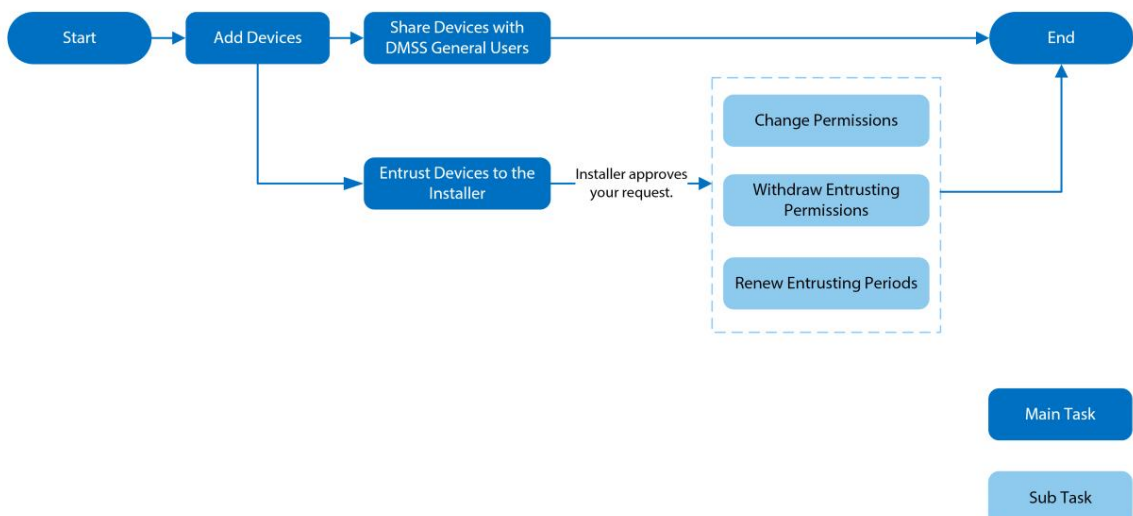 Start
Add Devices
Share Devices with
DMSS General Users
End
Change Permissions
Entrust Devices to the
Installer
Installer approves
your request.
Withdraw Entrusting
Permissions
Renew Entrusting Periods
Main Task
Sub Task